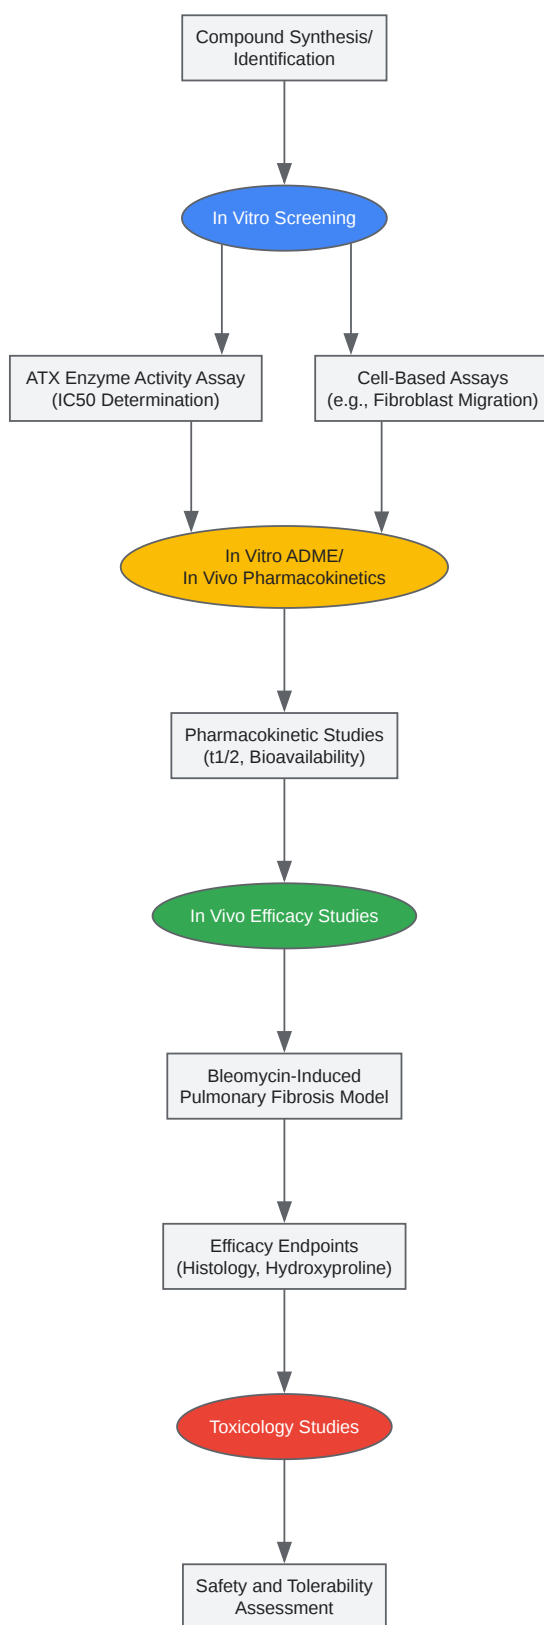 Compound Synthesis/
Identification
In Vitro Screening
ATX Enzyme Activity Assay
(IC50 Determination)
Cell-Based Assays
(e.g., Fibroblast Migration)
In Vitro ADME/
In Vivo Pharmacokinetics
Pharmacokinetic Studies
(t1/2, Bioavailability)
In Vivo Efficacy Studies
Bleomycin-Induced
Pulmonary Fibrosis Model
Efficacy Endpoints
(Histology, Hydroxyproline)
Toxicology Studies
Safety and Tolerability
Assessment